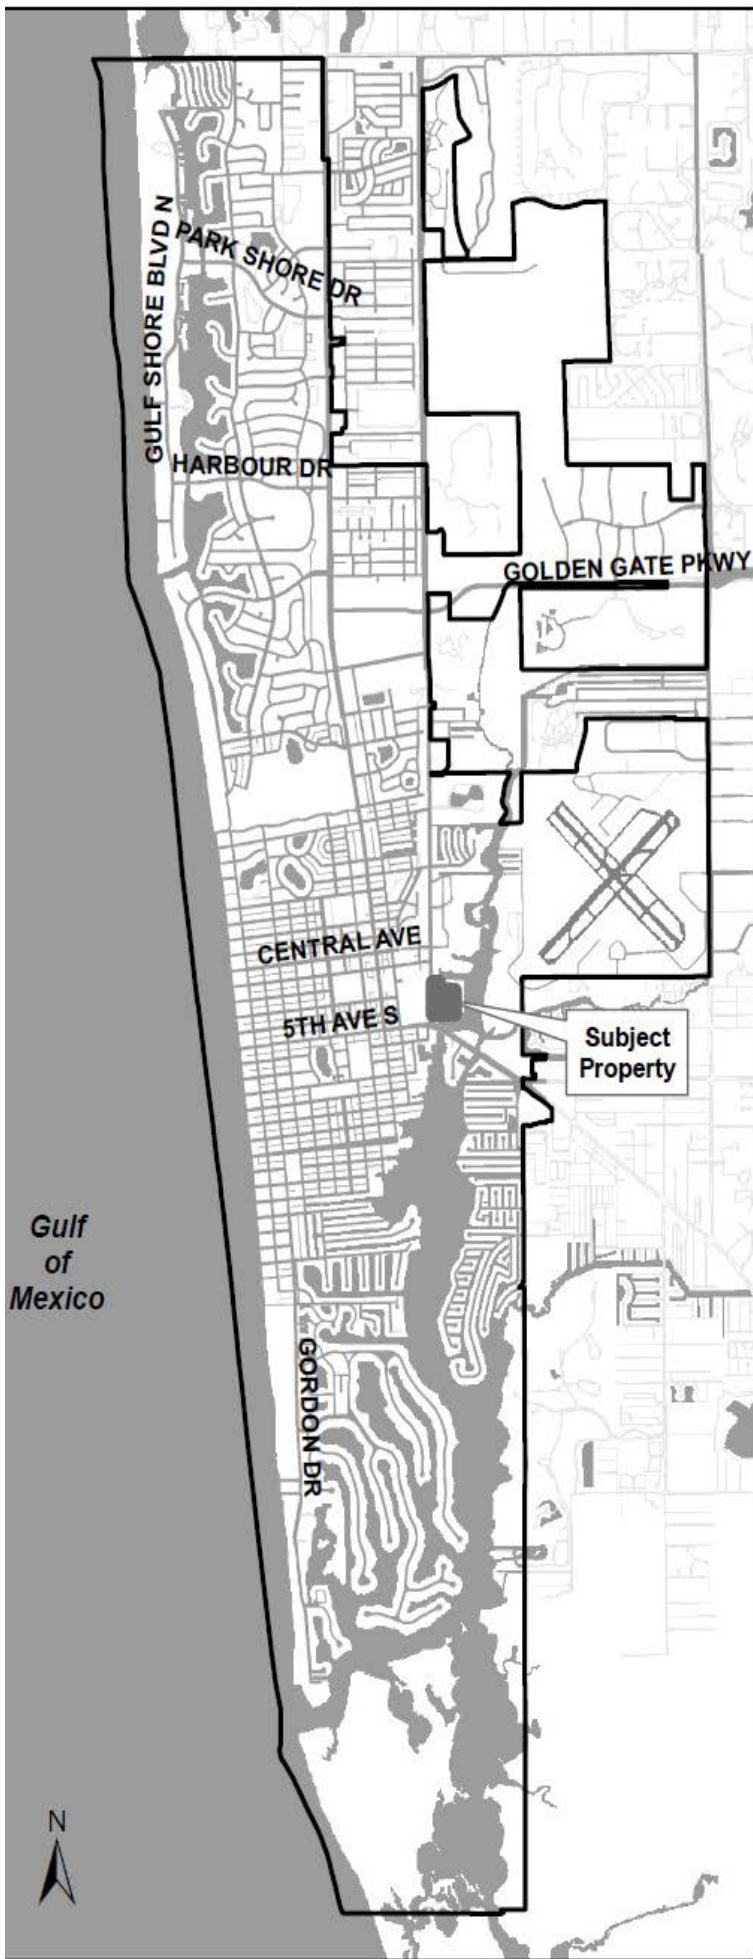 GULF SHORE BLVD N
PARK SHORE DR
HARBOUR DR
GOLDEN GATE PKWY
CENTRAL AVE
5TH AVE S
Subject
Property
Gulf
of
Mexico
GORDON DR
N